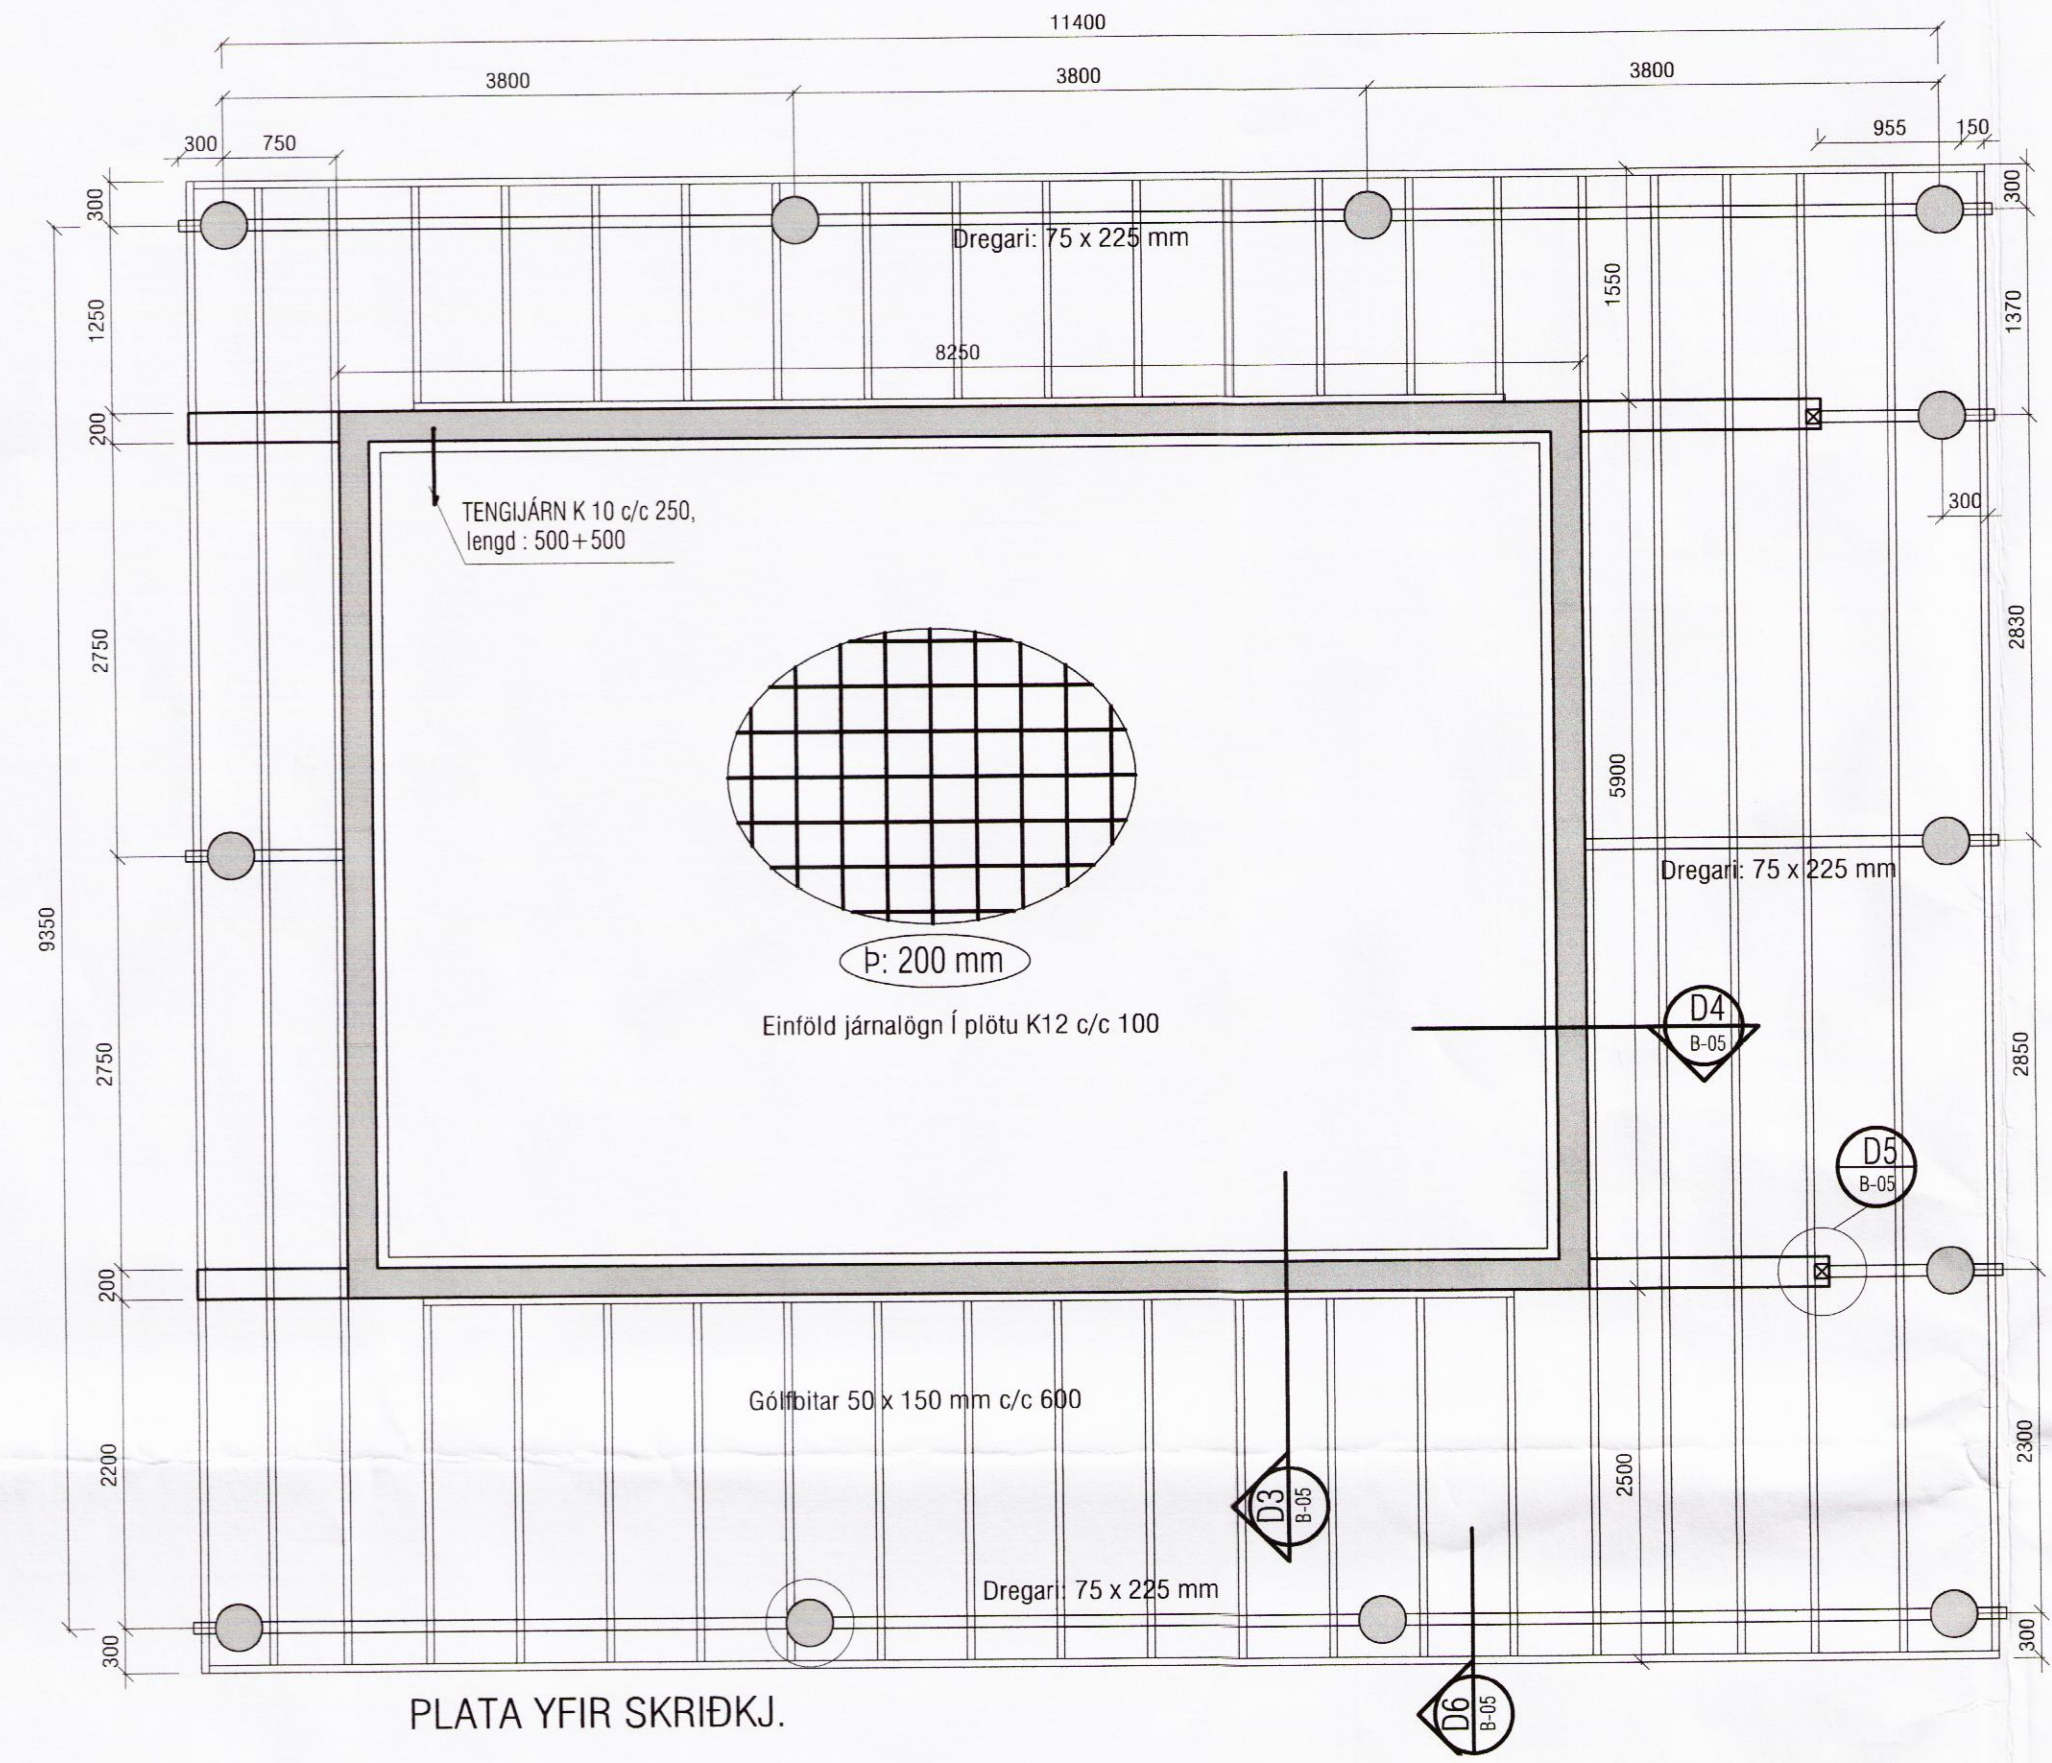 11400
3800
3800
3800
300
750
955
150
300
300
Dregari: 75 x 225 mm
1250
1550
1370
8250
200
TENGIJÁRN K 10 c/c 250,
lengd : 500+500
300
2750
2830
5900
Dregari: 75 x 225 mm
9350
Þ: 200 mm
Einföld járnalögn Í plötu K12 c/c 100
D4
B-05
2750
2850
D5
B-05
200
Gólfbitar 50 x 150 mm c/c 600
2200
2300
2500
D3
B-05
Dregari: 75 x 225 mm
300
300
PLATA YFIR SKRIÐKJ.
D6
B-05